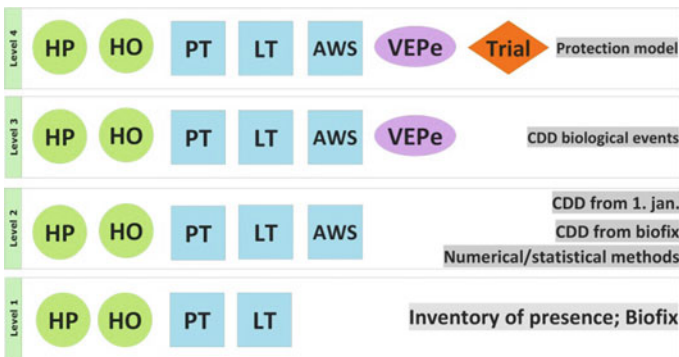 Level 4
HP HO PT LT AWS VEPe Trial Protection model
Level 3
HP HO PT LT AWS VEPe CDD biological events
Level 2
HP HO PT LT AWS
CDD from 1. jan.
CDD from biofix
Numerical/statistical methods
Level 1
HP HO PT LT Inventory of presence; Biofix